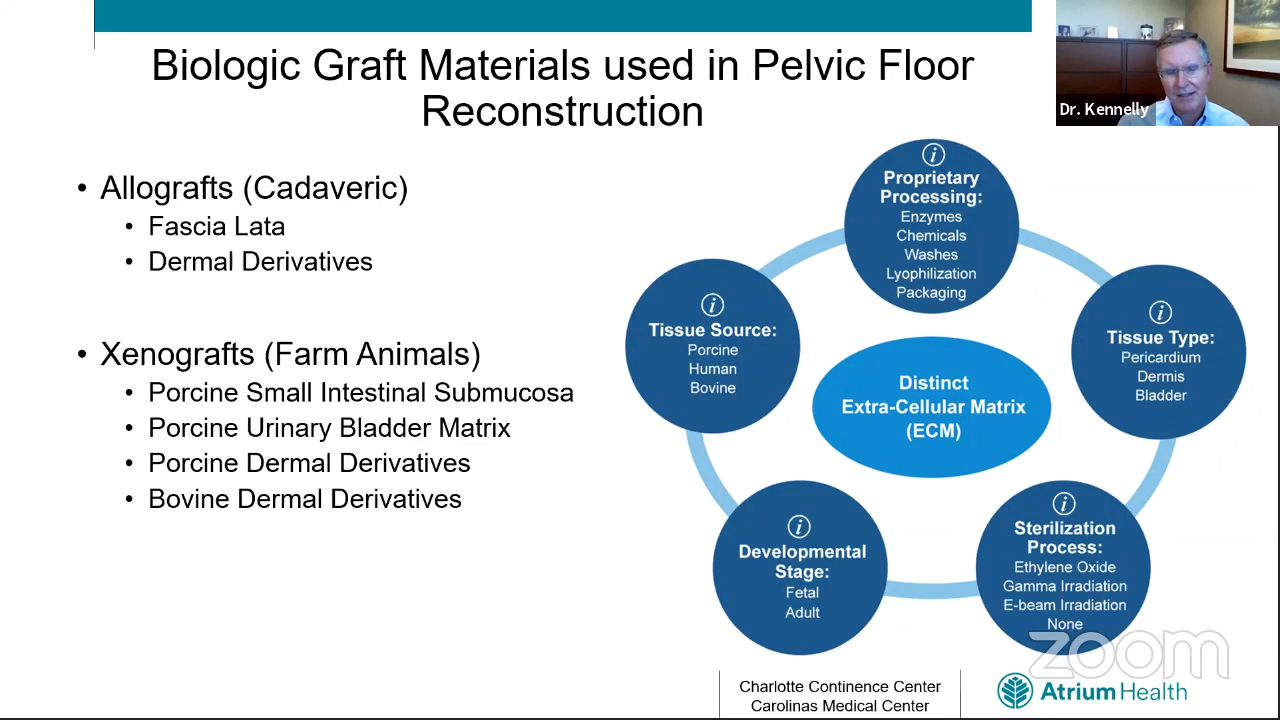 Biologic Graft Materials used in Pelvic Floor
Reconstruction
Dr. Kennelly
• Allografts (Cadaveric)
• Fascia Lata
• Dermal Derivatives
• Xenografts (Farm Animals)
• Porcine Small Intestinal Submucosa
• Porcine Urinary Bladder Matrix
• Porcine Dermal Derivatives
• Bovine Dermal Derivatives
i
Proprietary
Processing:
Enzymes
Chemicals
Washes
Lyophilization
Packaging
i
Tissue Source:
Porcine
Human
Bovine
i
Tissue Type:
Pericardium
Dermis
Bladder
Distinct
Extra-Cellular Matrix
(ECM)
i
Developmental
Stage:
Fetal
Adult
i
Sterilization
Process:
Ethylene Oxide
Gamma Irradiation
E-beam Irradiation
None
zoom
Charlotte Continence Center
Carolinas Medical Center
Atrium Health